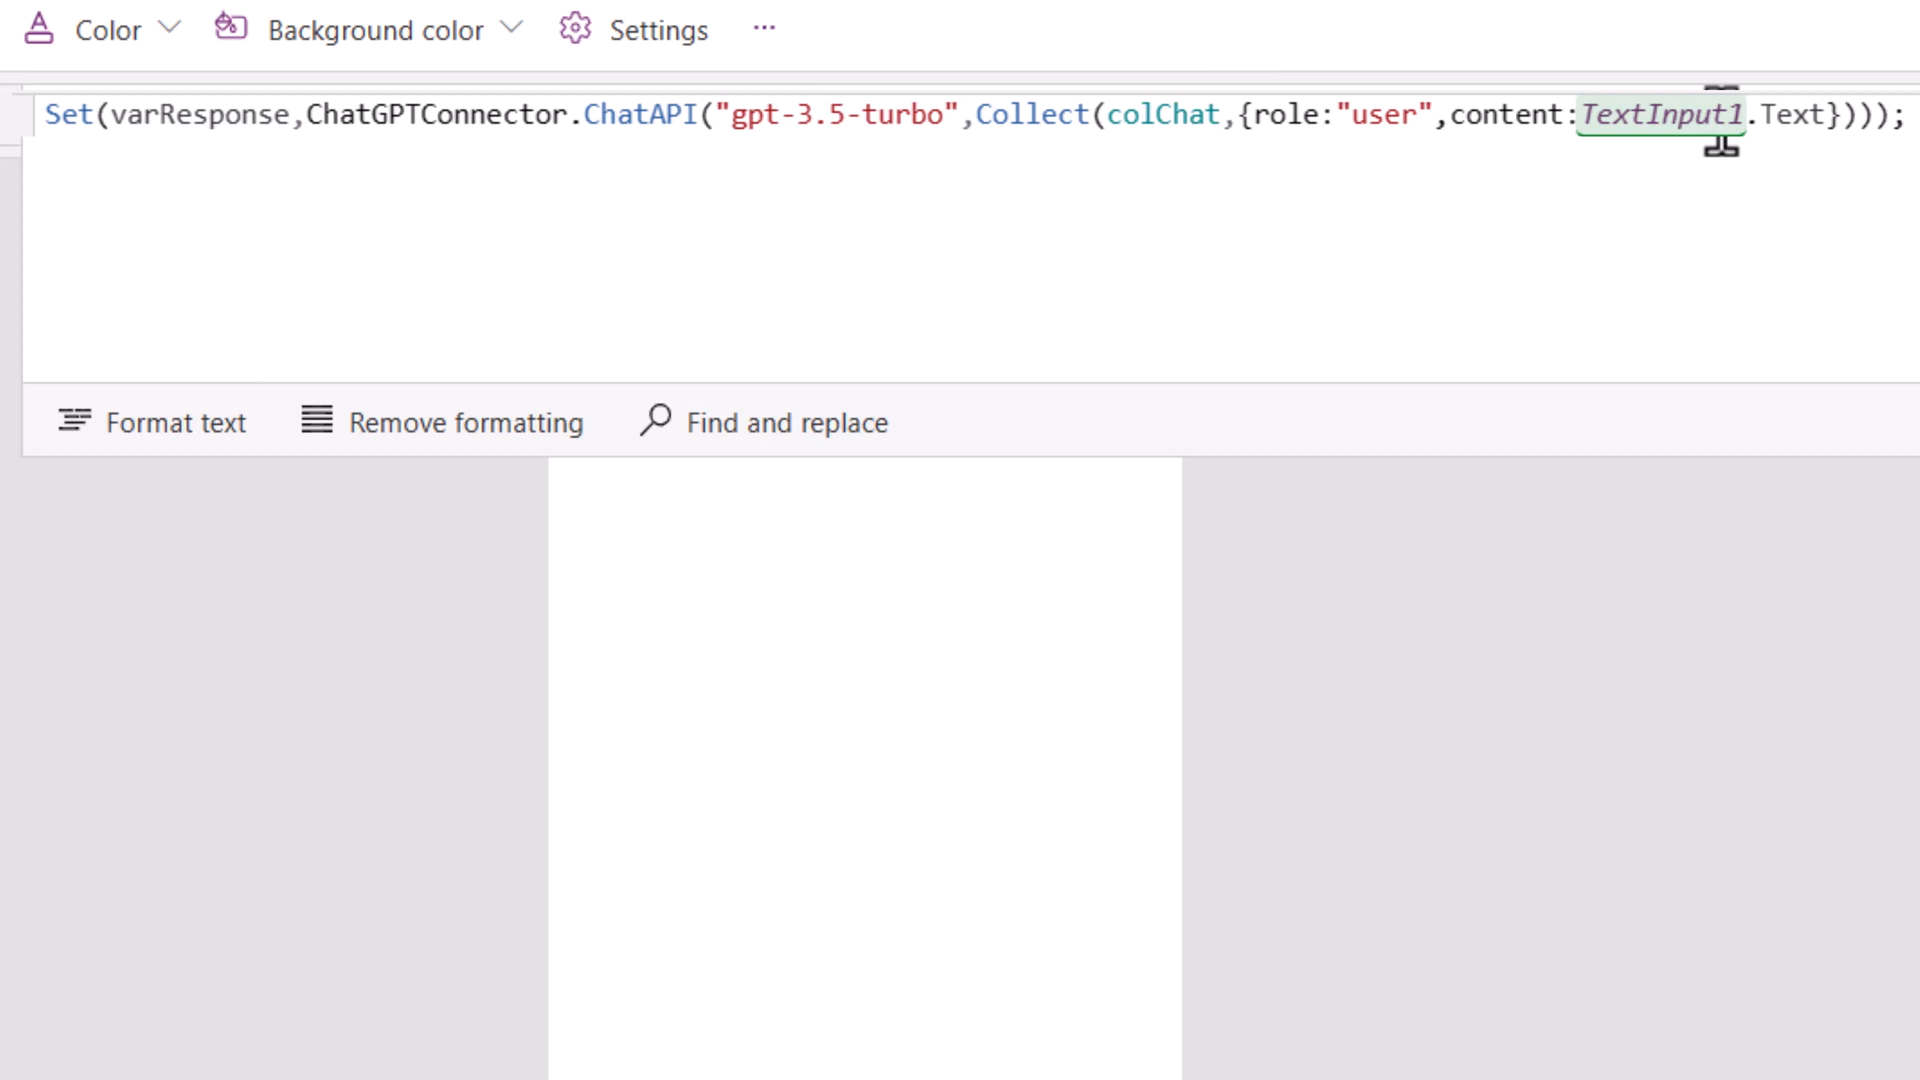 Color Background color Settings ...
Set(varResponse,ChatGPTConnector.ChatAPI("gpt-3.5-turbo",Collect(colChat,{role:"user",content:TextInput1.Text})));
Format text Remove formatting Find and replace